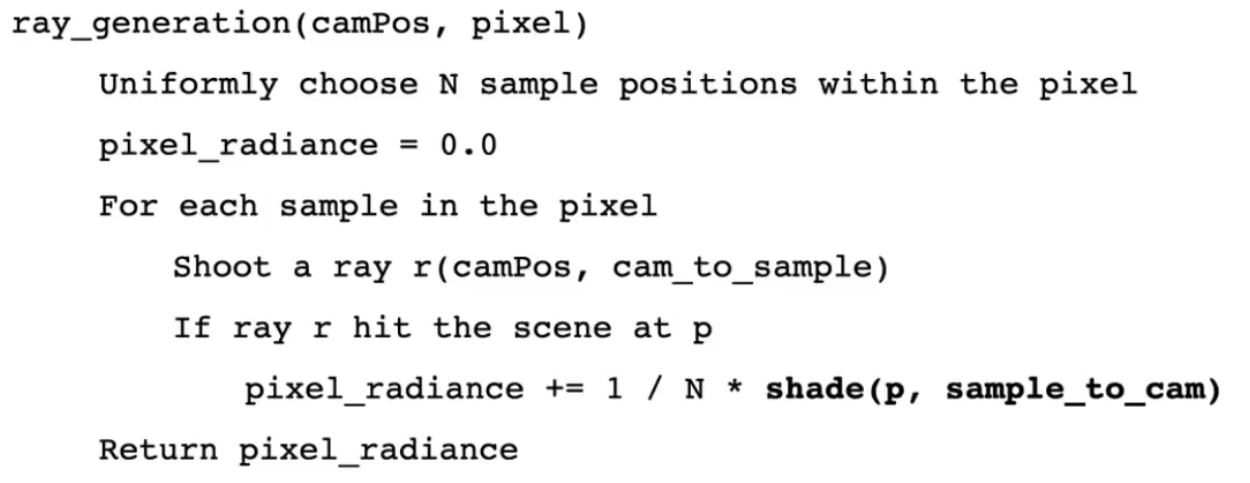 ray_generation(camPos, pixel)
Uniformly choose N sample positions within the pixel
pixel_radiance = 0.0
For each sample in the pixel
Shoot a ray r(camPos, cam_to_sample)
If ray r hit the scene at p
pixel_radiance += 1 / N * shade(p, sample_to_cam)
Return pixel_radiance